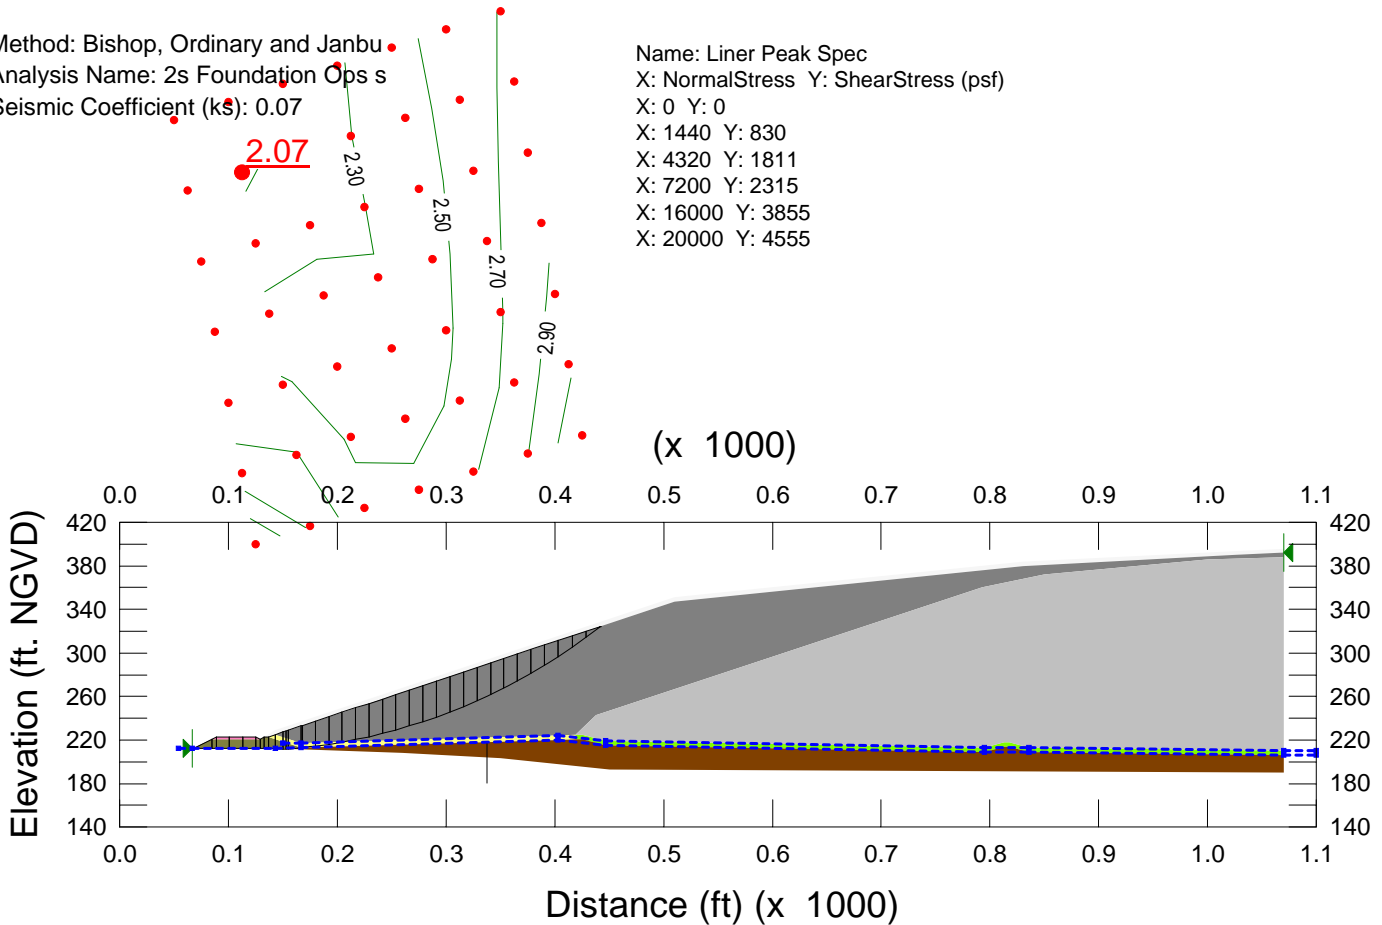 Method: Bishop, Ordinary and Janbu
Analysis Name: 2s Foundation Ops s
Seismic Coefficient (ks): 0.07
Name: Liner Peak Spec
X: NormalStress Y: ShearStress (psf)
X: 0 Y: 0
X: 1440 Y: 830
X: 4320 Y: 1811
X: 7200 Y: 2315
X: 16000 Y: 3855
X: 20000 Y: 4555
2.07
2.30
2.50
2.70
2.90
(x 1000)
0.0 0.1 0.2 0.3 0.4 0.5 0.6 0.7 0.8 0.9 1.0 1.1
Elevation (ft. NGVD)
420 420
380 380
340 340
300 300
260 260
220 220
180 180
140 140
0.0 0.1 0.2 0.3 0.4 0.5 0.6 0.7 0.8 0.9 1.0 1.1
Distance (ft) (x 1000)